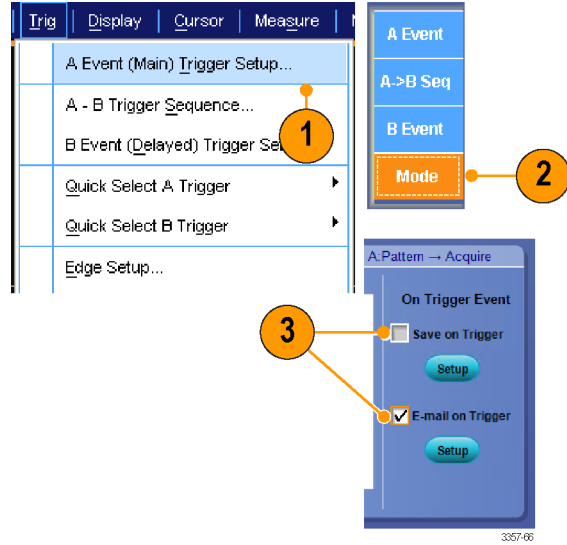 Trig Display Cursor Measure
A Event (Main) Trigger Setup...
A - B Trigger Sequence...
1
B Event (Delayed) Trigger
Quick Select A Trigger
Quick Select B Trigger
Edge Setup...
A Event
A->B Seq
B Event
Mode
2
A:Pattern → Acquire
On Trigger Event
3
Save on Trigger
Setup
E-mail on Trigger
Setup
3357-66